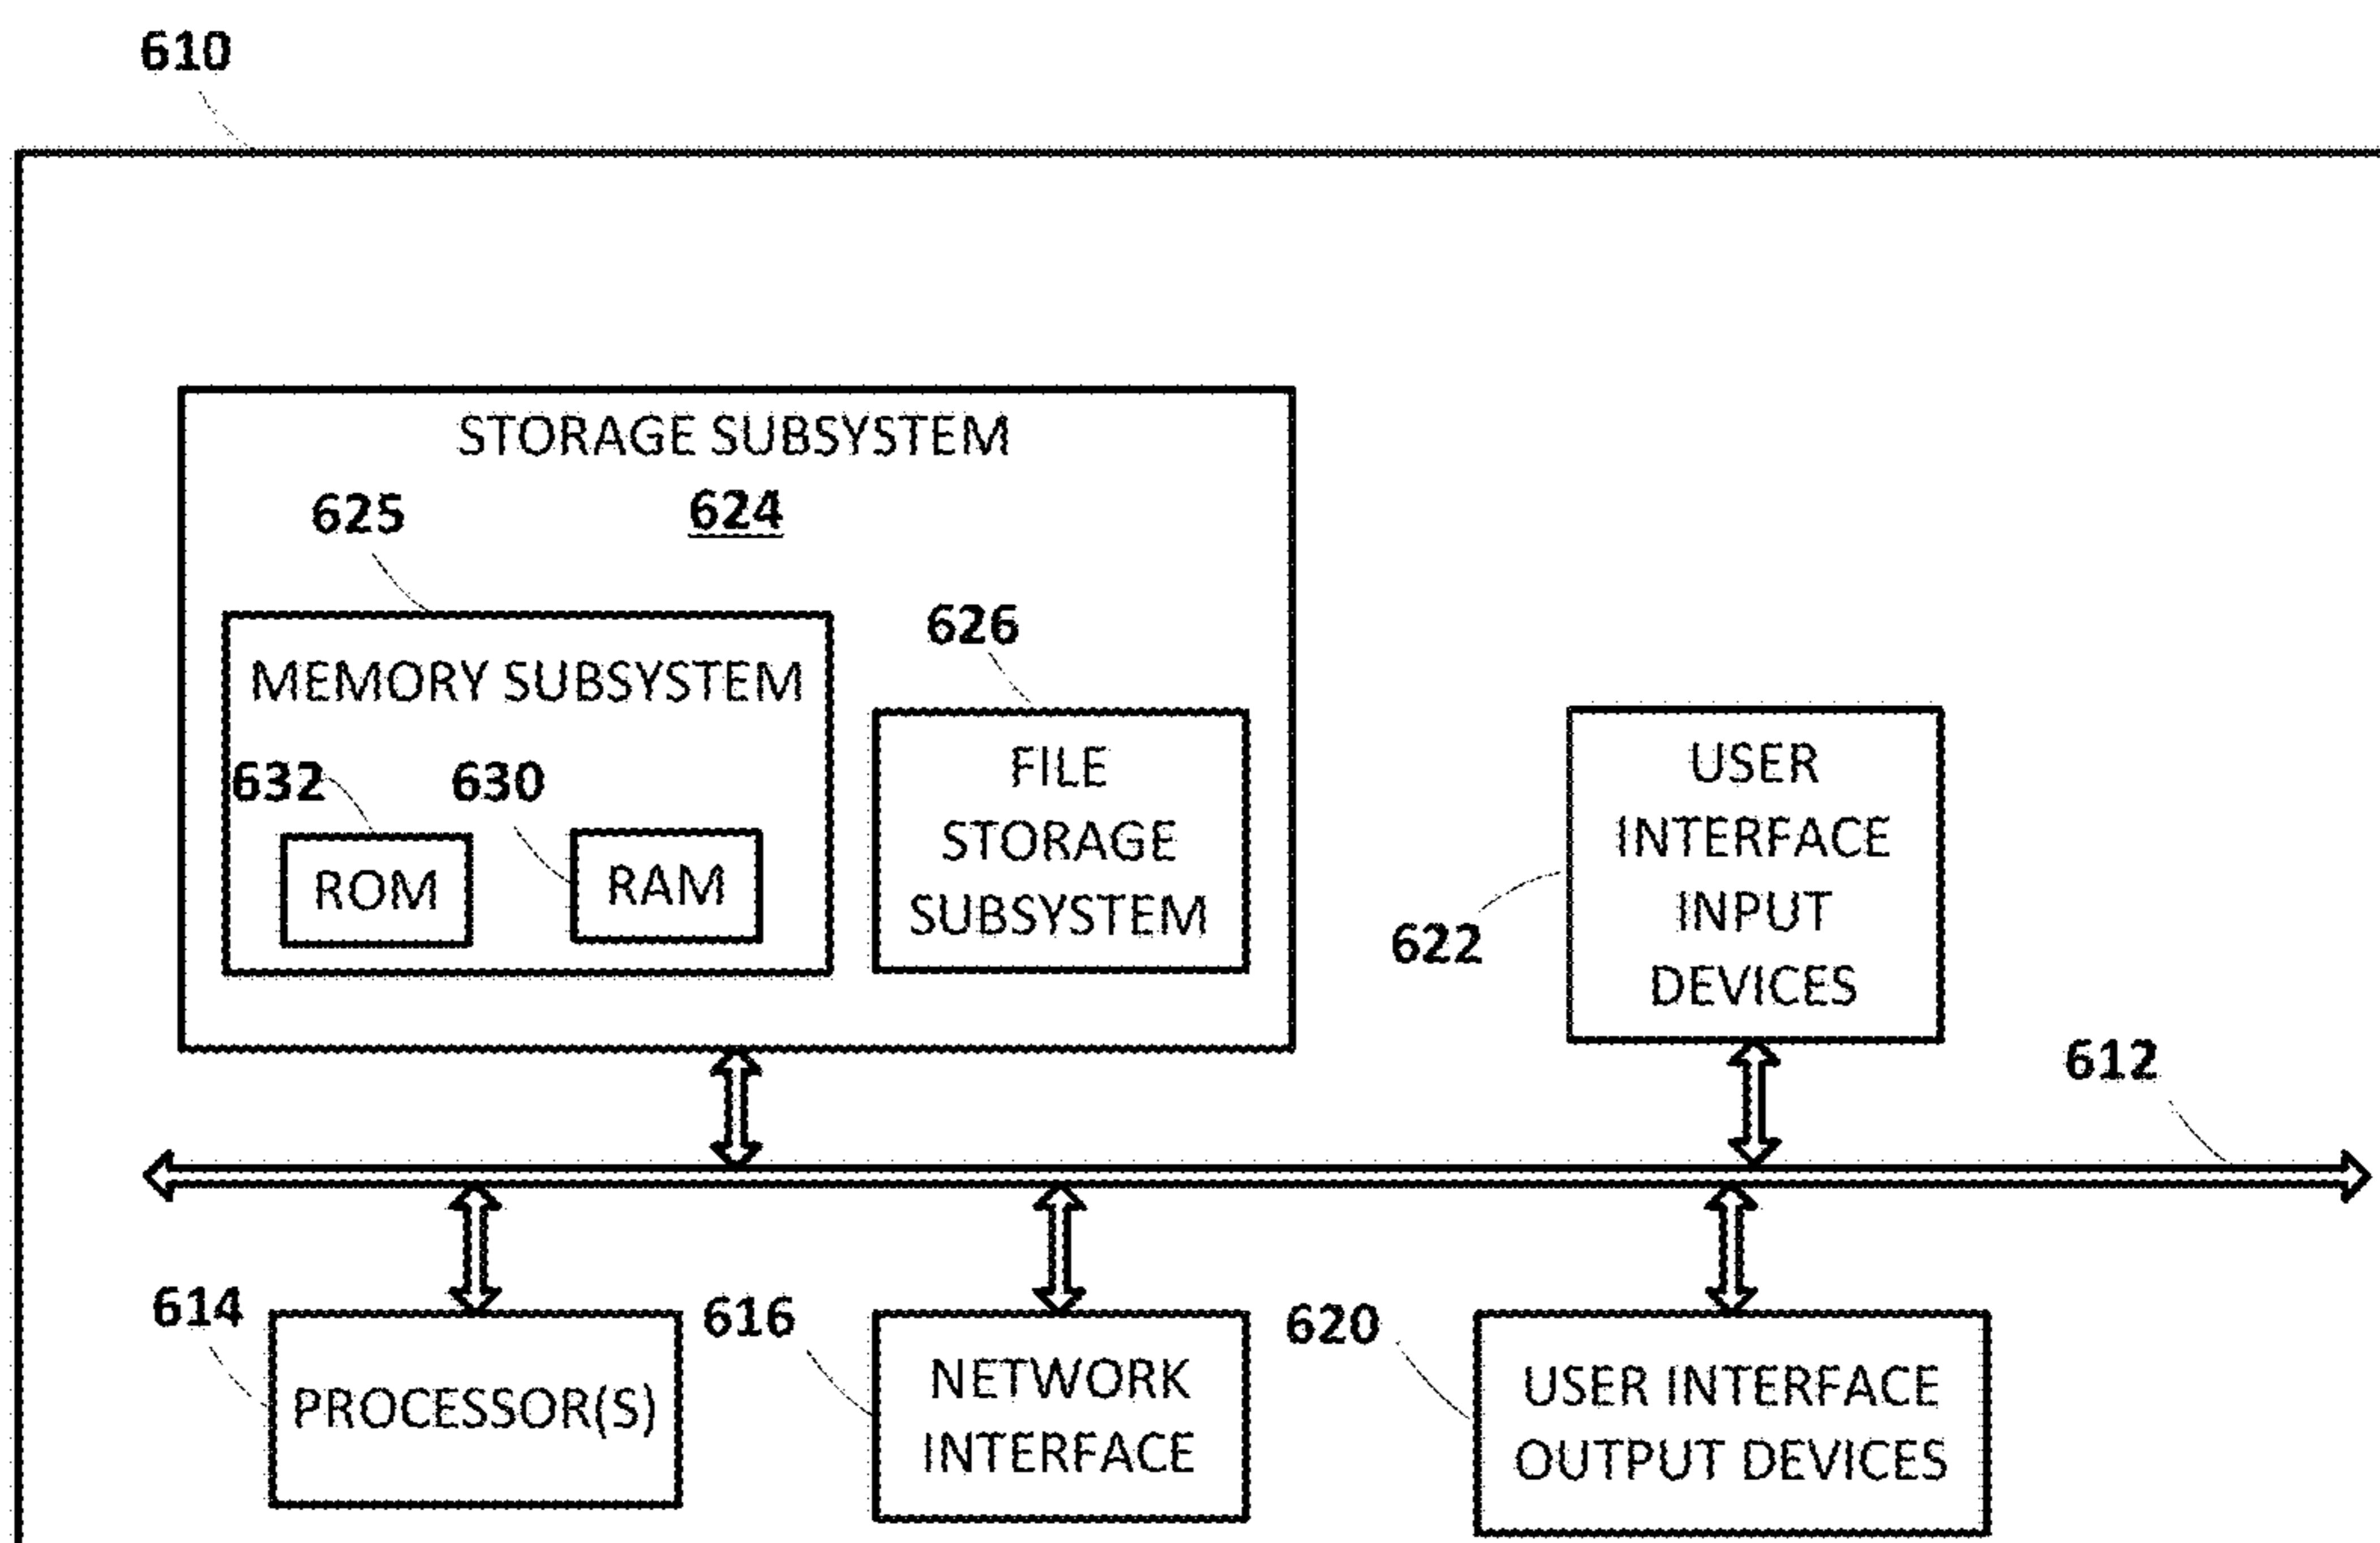 610
STORAGE SUBSYSTEM
624
625
626
MEMORY SUBSYSTEM
632
630
ROM
RAM
FILE
STORAGE
SUBSYSTEM
USER
INTERFACE
INPUT
DEVICES
622
612
614
PROCESSOR(S)
616
NETWORK
INTERFACE
620
USER INTERFACE
OUTPUT DEVICES